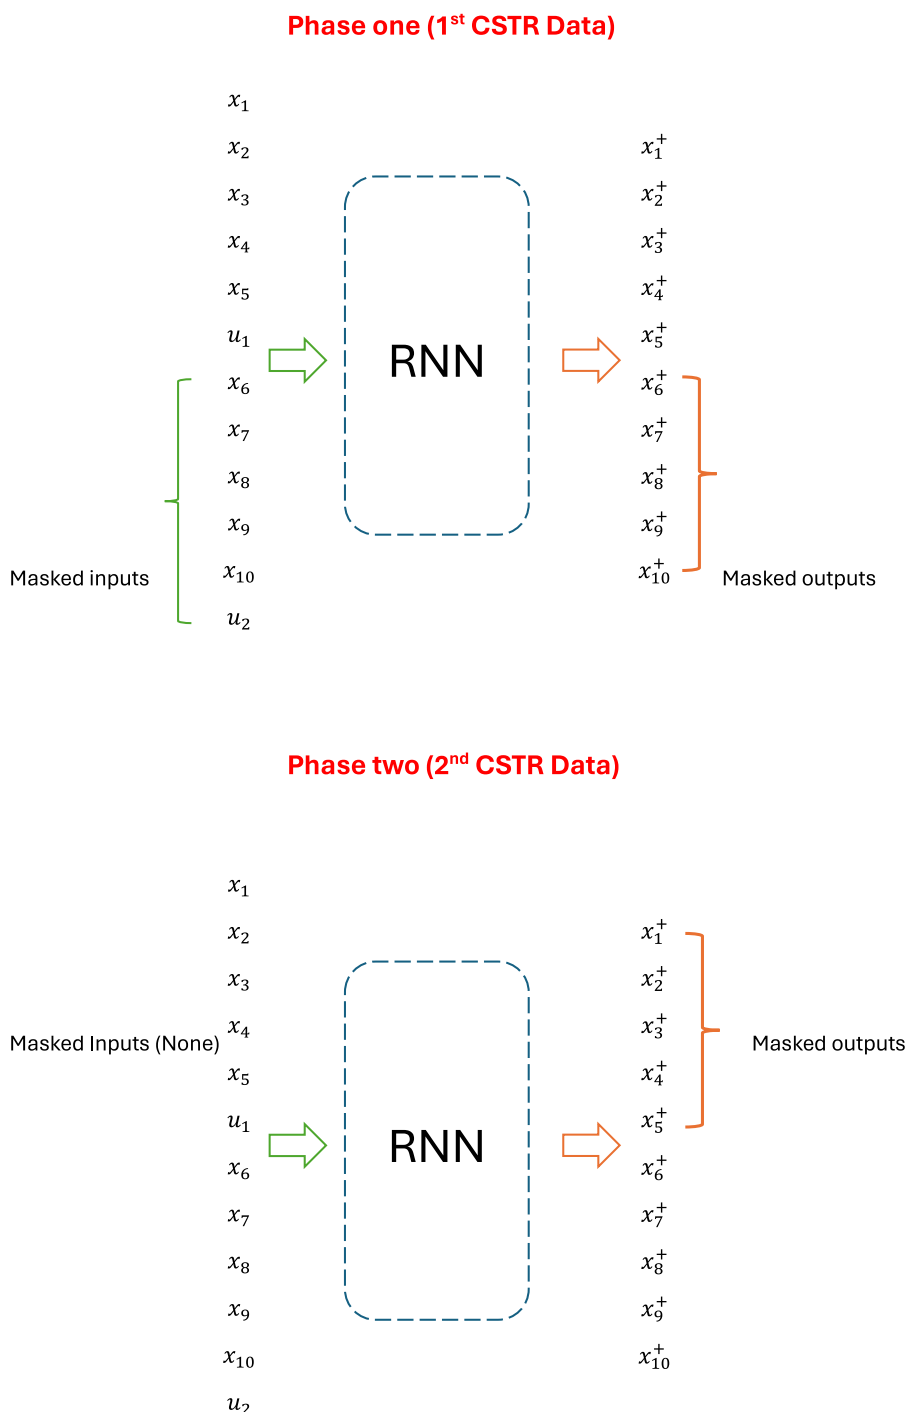 Phase one (1st CSTR Data)
x1
x2
x1+
x3
x2+
x4
x3+
x5
x4+
u1
x5+
RNN
x6
x6+
x7
x7+
x8
x8+
x9
x9+
Masked inputs
x10
x10+
Masked outputs
u2
Phase two (2nd CSTR Data)
x1
x2
x1+
x3
x2+
x4
x3+
Masked Inputs (None)
Masked outputs
x5
x4+
u1
x5+
RNN
x6
x6+
x7
x7+
x8
x8+
x9
x9+
x10
x10+
u2